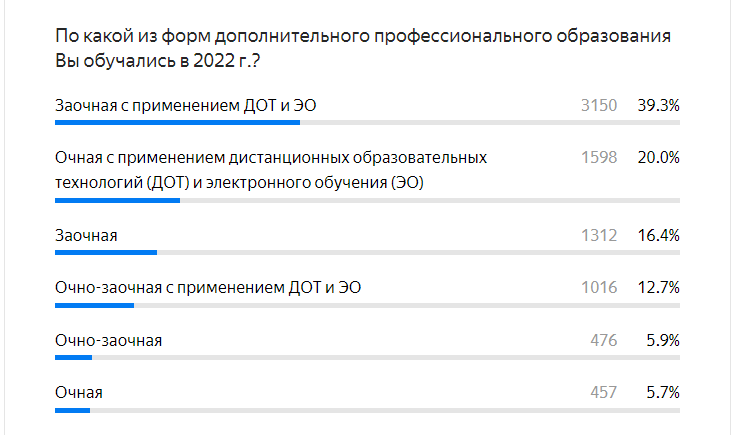 По какой из форм дополнительного профессионального образования
Вы обучались в 2022 г.?
Заочная с применением ДОТ и ЭО 3150 39.3%
Очная с применением дистанционных образовательных 1598 20.0%
технологий (ДОТ) и электронного обучения (ЭО)
Заочная 1312 16.4%
Очно-заочная с применением ДОТ и ЭО 1016 12.7%
Очно-заочная 476 5.9%
Очная 457 5.7%